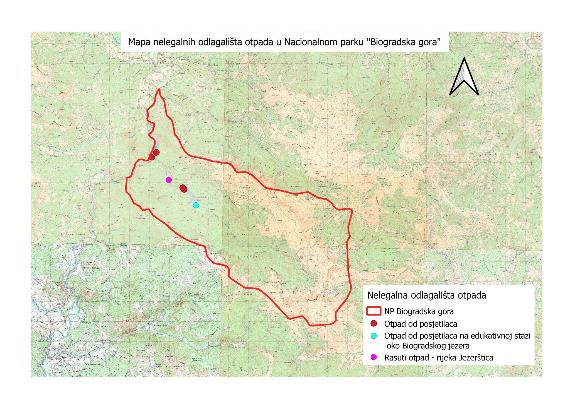 Mapa nelegalnih odlagališta otpada u Nacionalnom parku "Biogradska gora"
Nelegalna odlagališta otpada
NP Biogradska gora
Otpad od posjetilaca
Otpad od posjetilaca na edukativnoj stazi
oko Biogradskog jezera
Rasuti otpad - rijeka Jezerštica